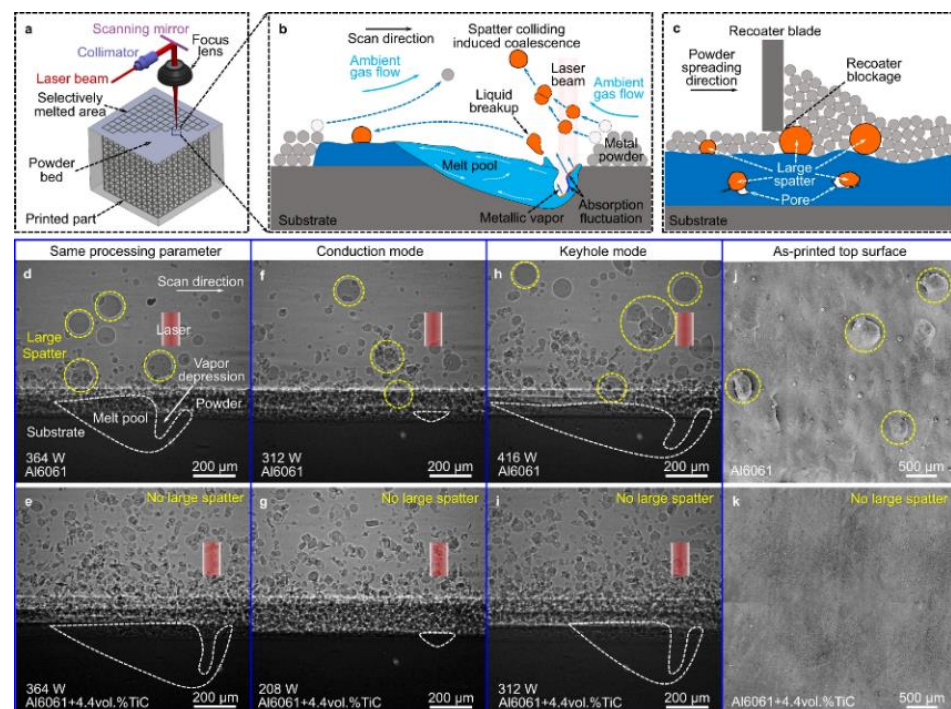 a
Scanning mirror
Collimator
Focus
lens
Laser beam
Selectively
melted area
Powder
bed
Printed part
b
Scan direction
Spatter colliding
induced coalescence
Ambient
gas flow
Laser
beam
Ambient
gas flow
Liquid
breakup
Metal
powder
Melt pool
Metallic vapor
Absorption
fluctuation
Substrate
c
Recoater blade
Powder
spreading
direction
Recoater
blockage
Large
spatter
Pore
Substrate
Same processing parameter
Conduction mode
Keyhole mode
As-printed top surface
d
Scan direction
Laser
Large
Spatter
Vapor
depression
Powder
Melt pool
Substrate
364 W
Al6061
200 µm
f
312 W
Al6061
200 µm
h
416 W
Al6061
200 µm
j
Al6061
500 µm
e
No large spatter
364 W
Al6061+4.4vol.%TiC
200 µm
g
No large spatter
208 W
Al6061+4.4vol.%TiC
200 µm
i
No large spatter
312 W
Al6061+4.4vol.%TiC
200 µm
k
No large spatter
Al6061+4.4vol.%TiC
500 µm